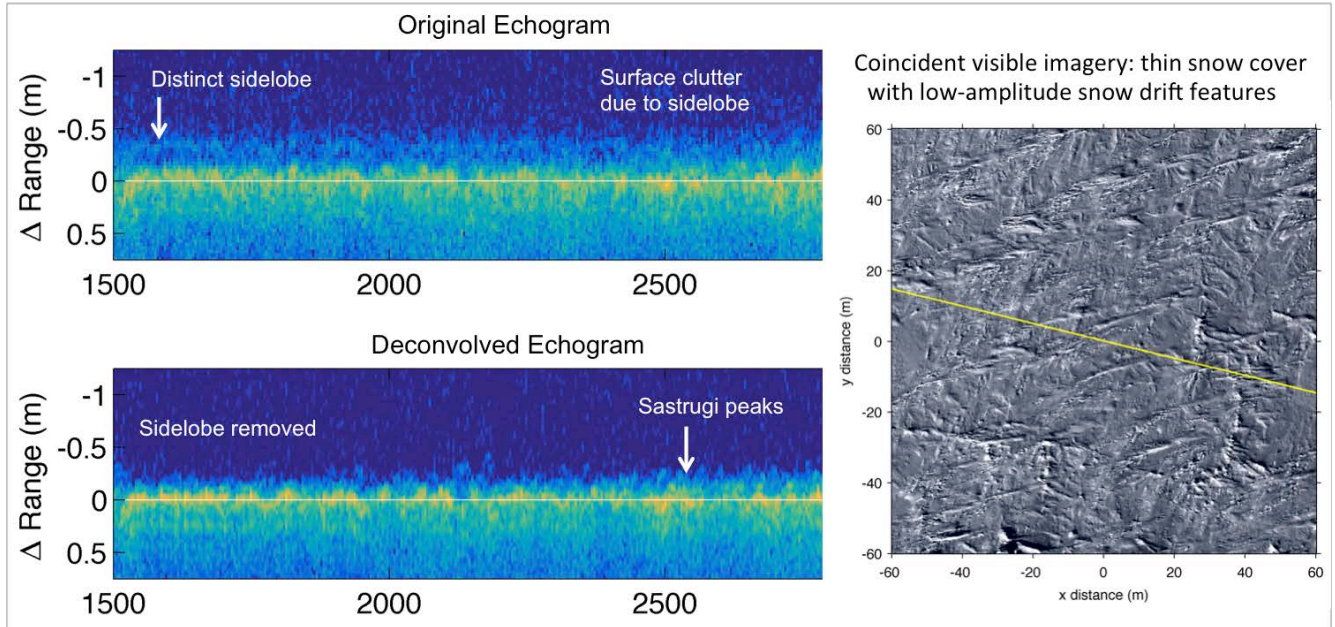 Original Echogram
Δ Range (m)
-1
-0.5
0
0.5
Distinct sidelobe
Surface clutter
due to sidelobe
1500
2000
2500
Deconvolved Echogram
Δ Range (m)
-1
-0.5
0
0.5
Sidelobe removed
Sastrugi peaks
1500
2000
2500
Coincident visible imagery: thin snow cover
with low-amplitude snow drift features
y distance (m)
60
40
20
0
-20
-40
-60
-60
-40
-20
0
20
40
60
x distance (m)